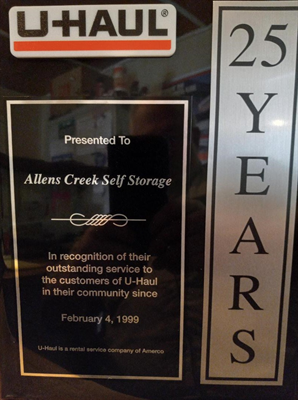 U-HAUL®
Presented To
Allens Creek Self Storage
In recognition of their
outstanding service to
the customers of U-Haul
in their community since
February 4, 1999
U-Haul is a rental service company of Amerco
25
Y
E
A
R
S